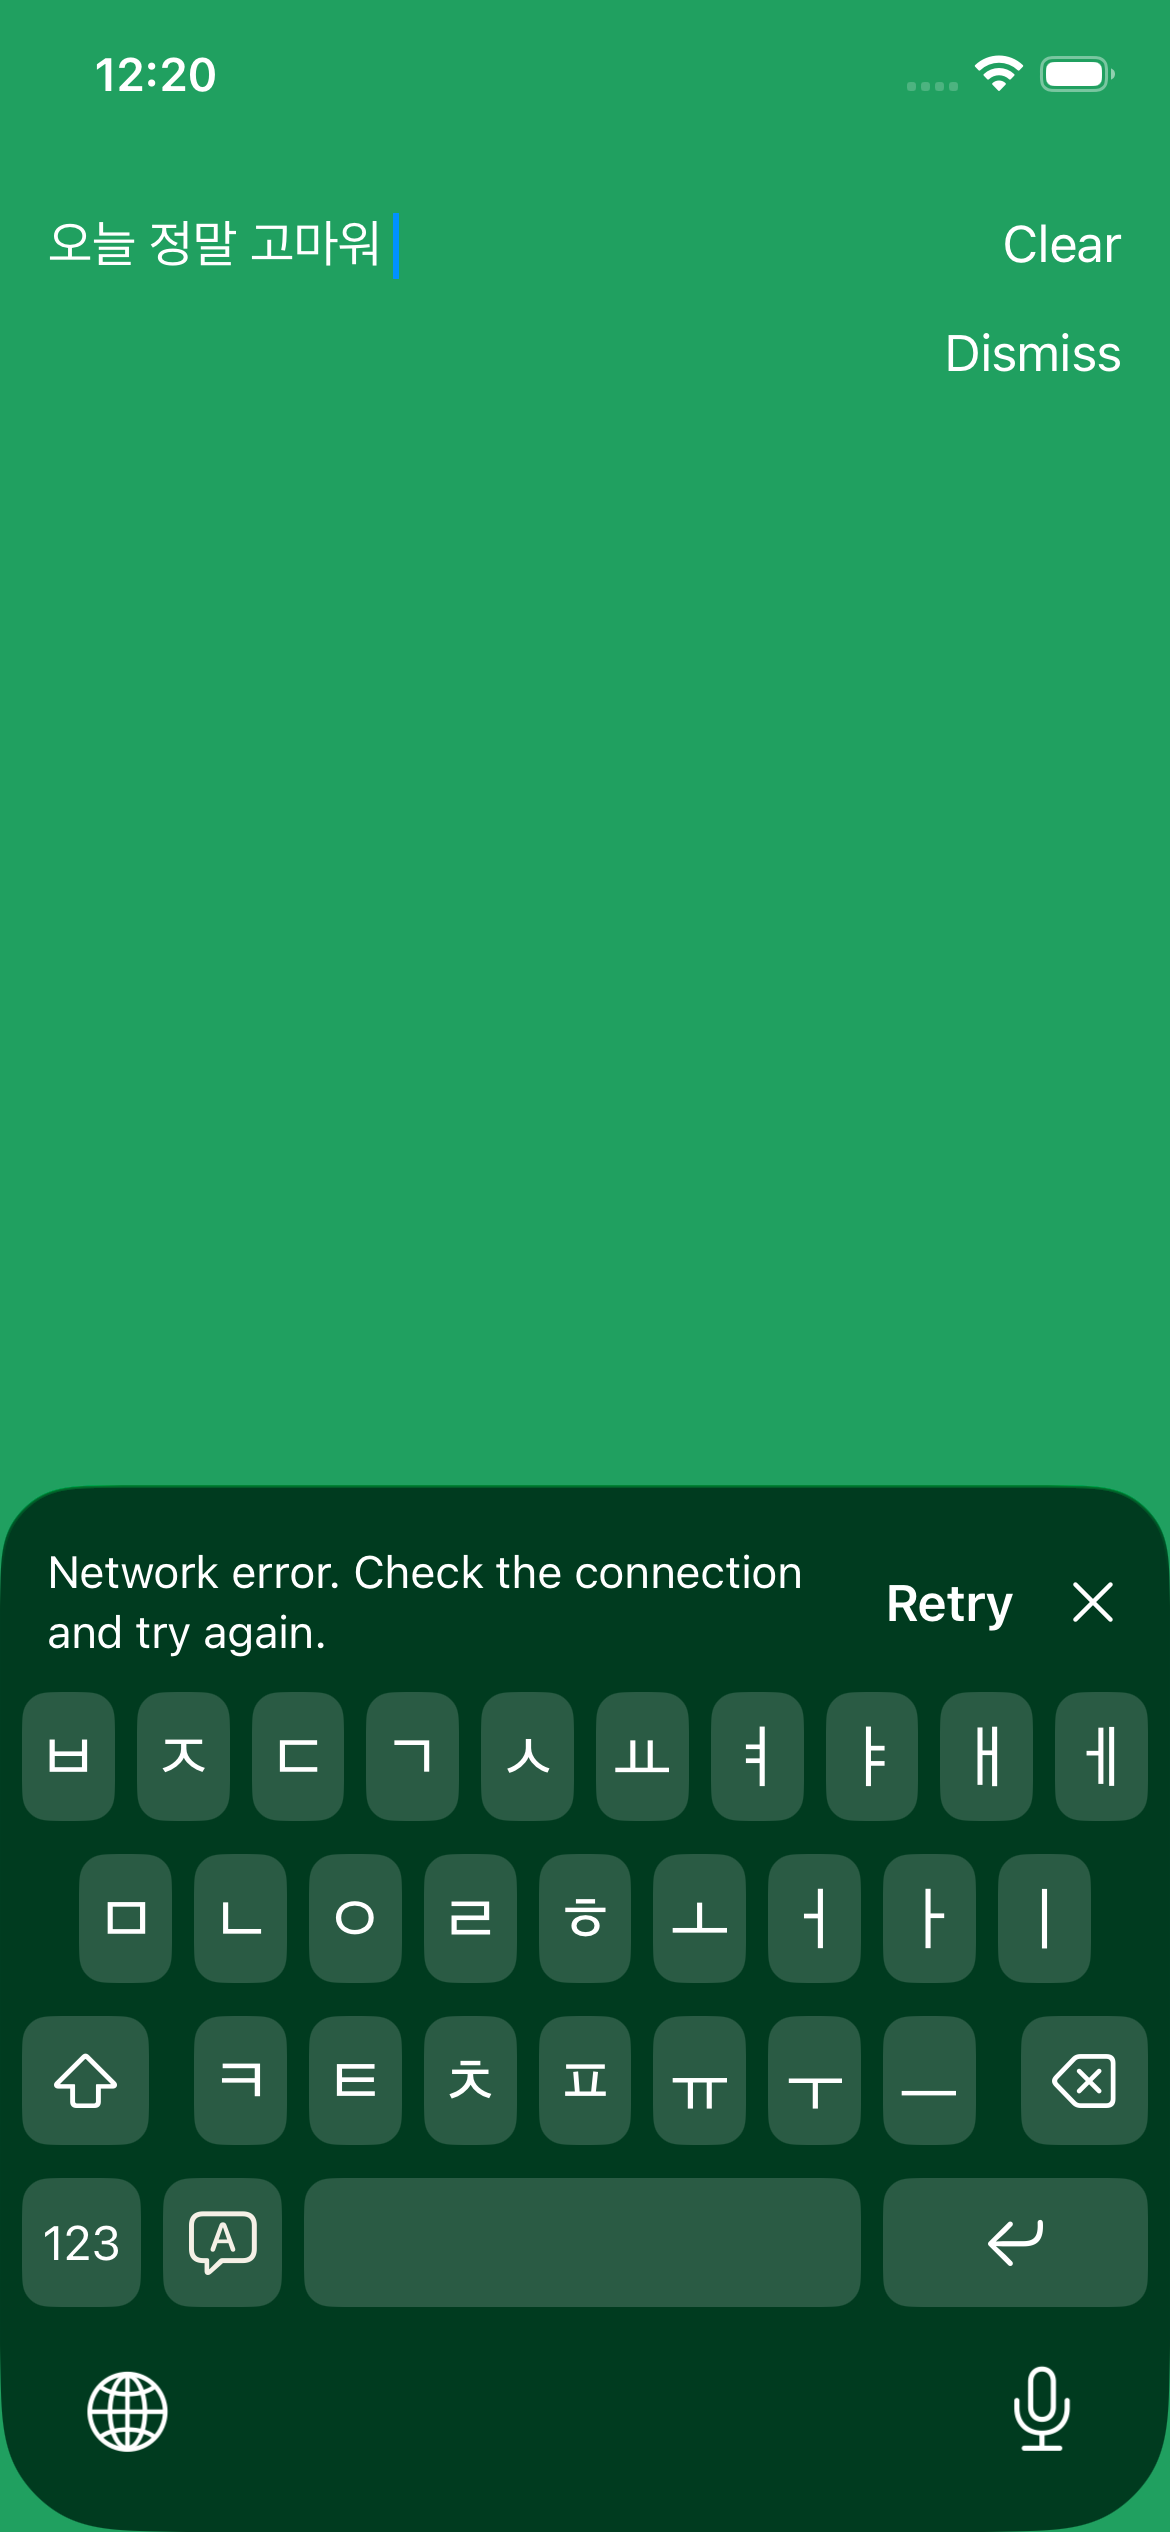 12:20
오늘 정말 고마워
Clear
Dismiss
Network error. Check the connection
and try again.
Retry
ㅂ ㅈ ㄷ ㄱ ㅅ ㅛ ㅕ ㅑ ㅐ ㅔ
ㅁ ㄴ ㅇ ㄹ ㅎ ㅗ ㅓ ㅏ ㅣ
ㅋ ㅌ ㅊ ㅍ ㅠ ㅜ ㅡ
123 A